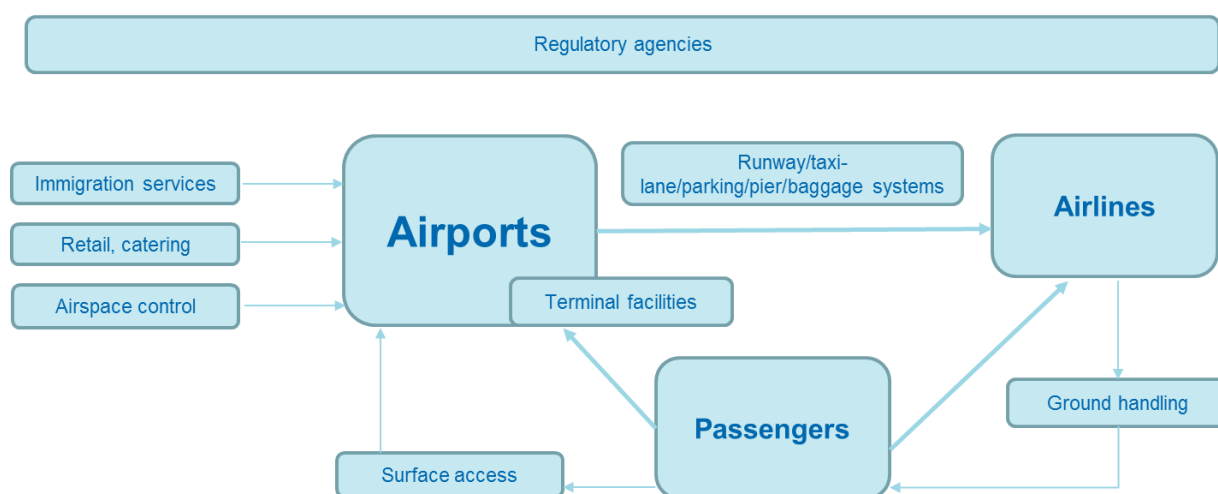 Regulatory agencies
Immigration services
Retail, catering
Airspace control
Airports
Terminal facilities
Runway/taxi-
lane/parking/pier/baggage systems
Airlines
Passengers
Ground handling
Surface access